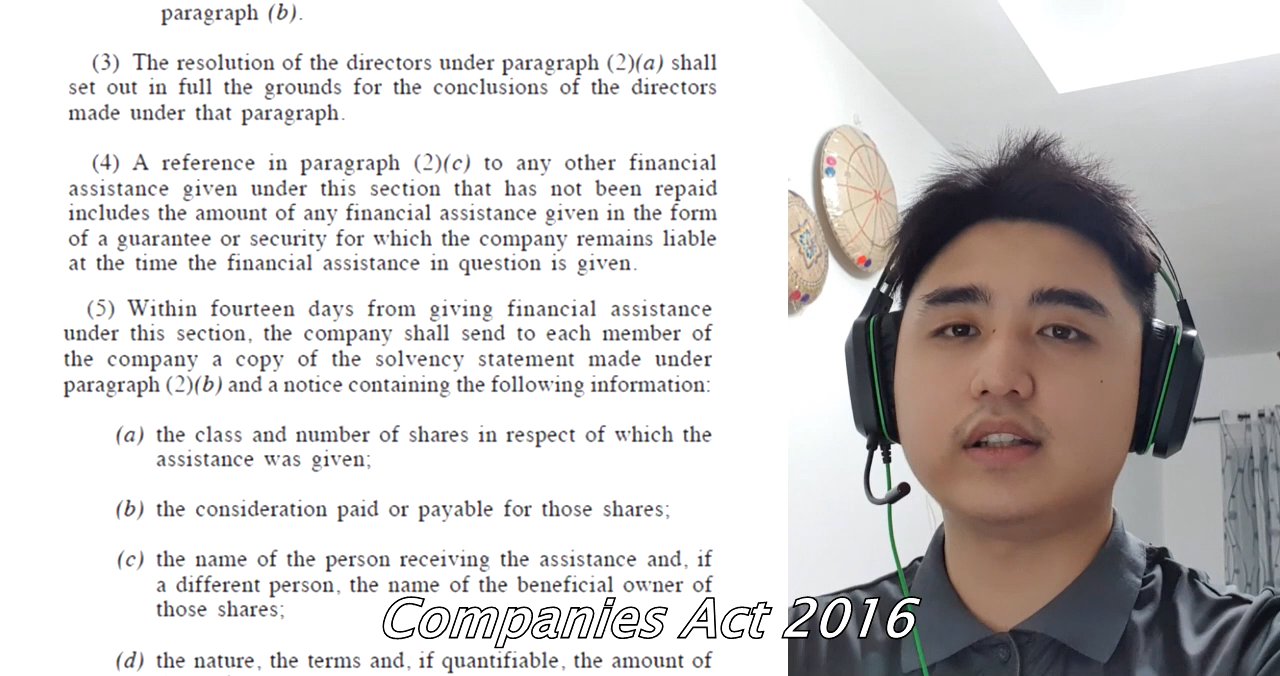 paragraph (b).
(3) The resolution of the directors under paragraph (2)(a) shall
set out in full the grounds for the conclusions of the directors
made under that paragraph.
(4) A reference in paragraph (2)(c) to any other financial
assistance given under this section that has not been repaid
includes the amount of any financial assistance given in the form
of a guarantee or security for which the company remains liable
at the time the financial assistance in question is given.
(5) Within fourteen days from giving financial assistance
under this section, the company shall send to each member of
the company a copy of the solvency statement made under
paragraph (2)(b) and a notice containing the following information:
(a) the class and number of shares in respect of which the
assistance was given;
(b) the consideration paid or payable for those shares;
(c) the name of the person receiving the assistance and, if
a different person, the name of the beneficial owner of
those shares;
Companies Act 2016
(d) the nature, the terms and, if quantifiable, the amount of